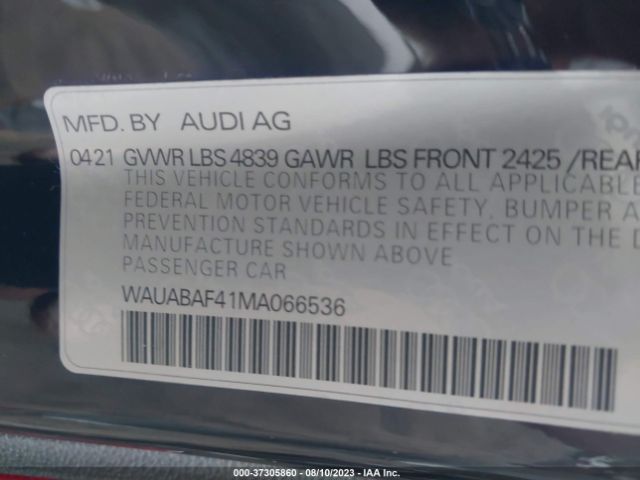 MFD. BY AUDI AG
0421 GVWR LBS 4839 GAWR LBS FRONT 2425 /REAR
THIS VEHICLE CONFORMS TO ALL APPLICABLE
FEDERAL MOTOR VEHICLE SAFETY, BUMPER A
PREVENTION STANDARDS IN EFFECT ON THE D
MANUFACTURE SHOWN ABOVE
PASSENGER CAR
WAUABAF41MA066536
000-37305860 - 08/10/2023 - IAA Inc.